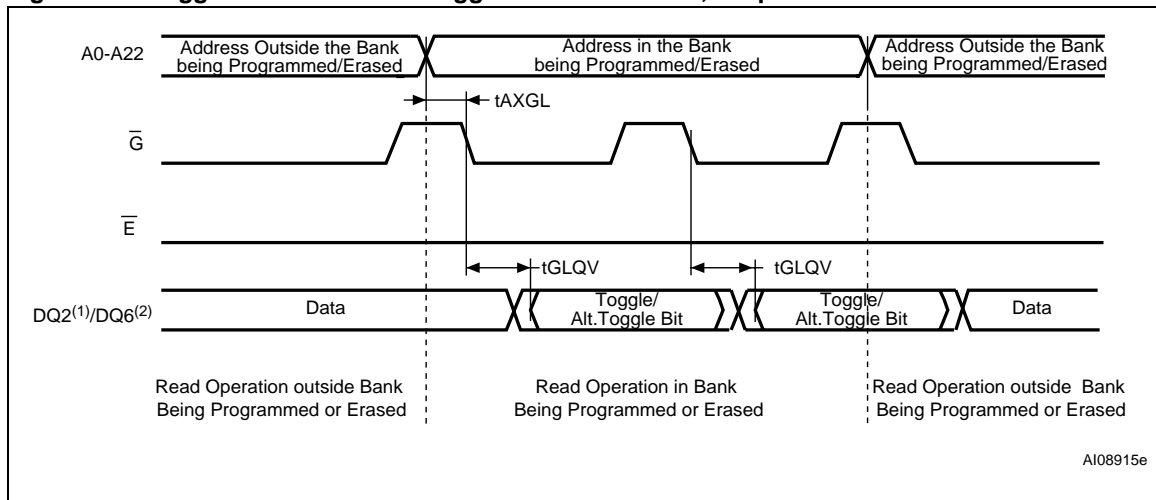 A0-A22
Address Outside the Bank
being Programmed/Erased
Address in the Bank
being Programmed/Erased
Address Outside the Bank
being Programmed/Erased
tAXGL
G
E
tGLQV
tGLQV
DQ2(1)/DQ6(2)
Data
Toggle/
Alt.Toggle Bit
Toggle/
Alt.Toggle Bit
Data
Read Operation outside Bank
Being Programmed or Erased
Read Operation in Bank
Being Programmed or Erased
Read Operation outside Bank
Being Programmed or Erased
AI08915e